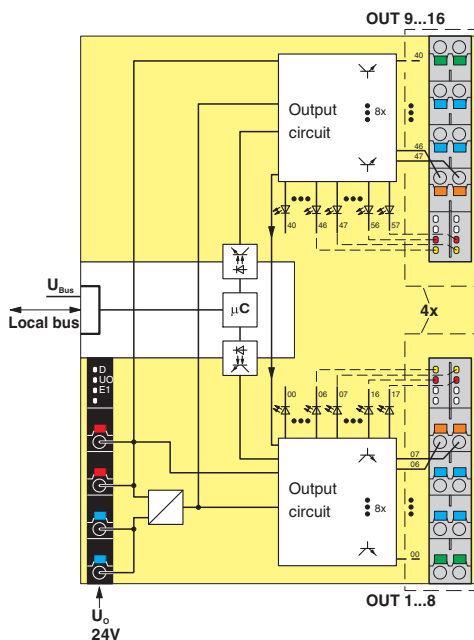 OUT 9...16
40
Output
circuit
8x
46
47
40
46
47
56
57
U Bus
Local bus
µC
4x
D
UO
E1
00
06
07
16
17
07
06
Output
circuit
8x
00
OUT 1...8
Uo
24V